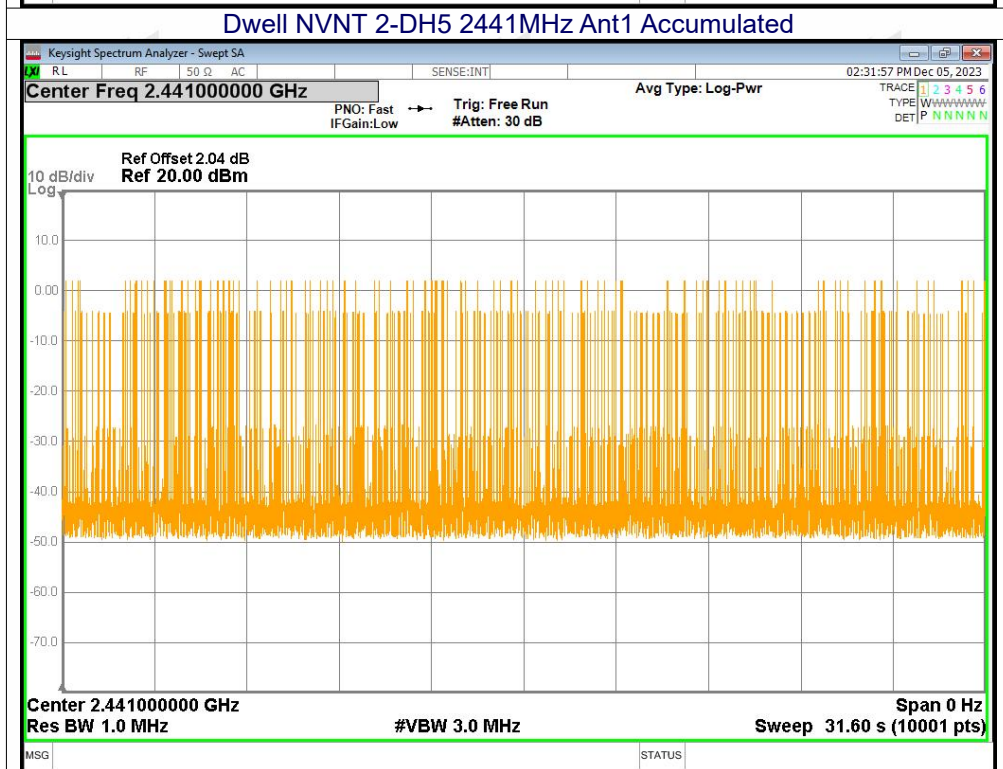 Dwell NVNT 2-DH5 2441MHz Ant1 Accumulated
Keysight Spectrum Analyzer - Swept SA
LXI RL RF 50 Ω AC SENSE:INT 02:31:57 PM Dec 05, 2023
Center Freq 2.441000000 GHz Avg Type: Log-Pwr TRACE 1 2 3 4 5 6
PNO: Fast Trig: Free Run TYPE WWWWWWW
IFGain:Low #Atten: 30 dB DET P N N N N N
Ref Offset 2.04 dB
10 dB/div Ref 20.00 dBm
Log
10.0
0.00
-10.0
-20.0
-30.0
-40.0
-50.0
-60.0
-70.0
Center 2.441000000 GHz Span 0 Hz
Res BW 1.0 MHz #VBW 3.0 MHz Sweep 31.60 s (10001 pts)
MSG STATUS